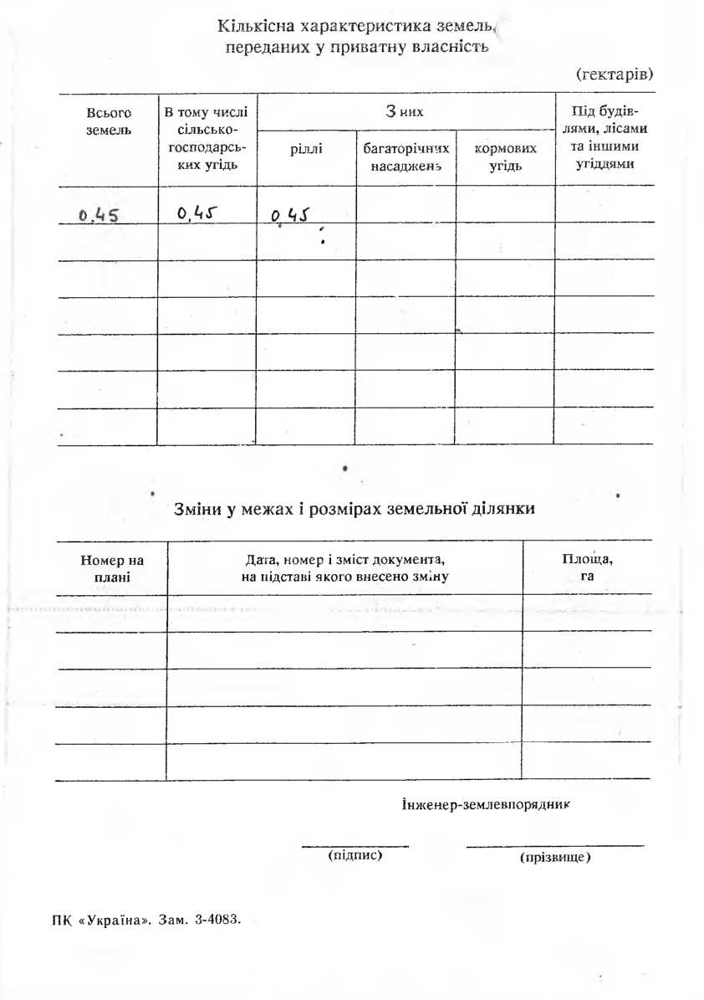 Кількісна характеристика земель,
переданих у приватну власність
(гектарів)
Всього
земель
В тому числі
сільсько-
господарсь-
ких угідь
З них
ріллі
багаторічних
насаджень
кормових
угідь
Під будів-
лями, лісами
та іншими
угіддями
0,45 0,45 0,45
Зміни у межах і розмірах земельної ділянки
Номер на
плані
Дата, номер і зміст документа,
на підставі якого внесено зміну
Площа,
га
Інженер-землевпорядник
(підпис) (прізвище)
ПК «Україна». Зам. 3-4083.